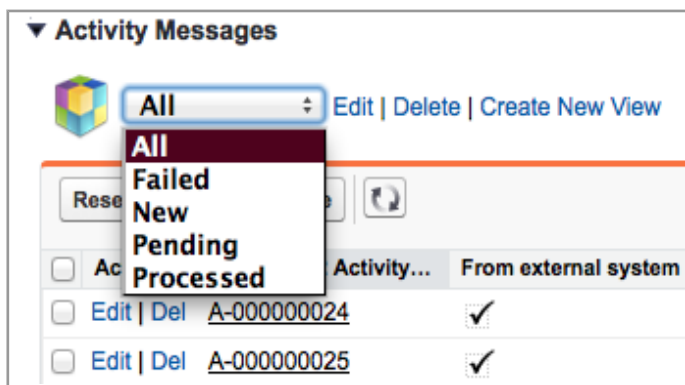 Activity Messages
All Edit | Delete | Create New View
All
Failed
New
Pending
Processed
Activity... From external system
Edit | Del A-000000024
Edit | Del A-000000025